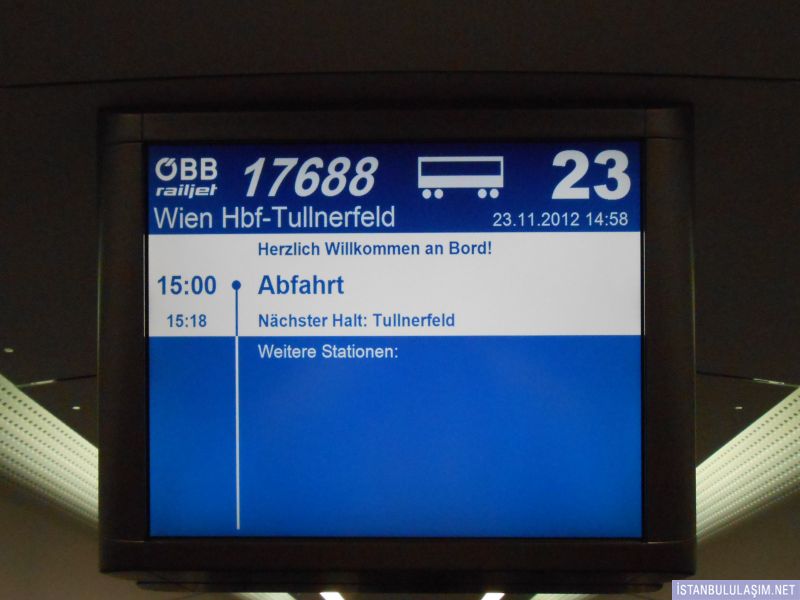 ÖBB 17688 23
railjet
Wien Hbf-Tullnerfeld 23.11.2012 14:58
Herzlich Willkommen an Bord!
15:00 Abfahrt
15:18 Nächster Halt: Tullnerfeld
Weitere Stationen:
İSTANBULULAŞIM.NET